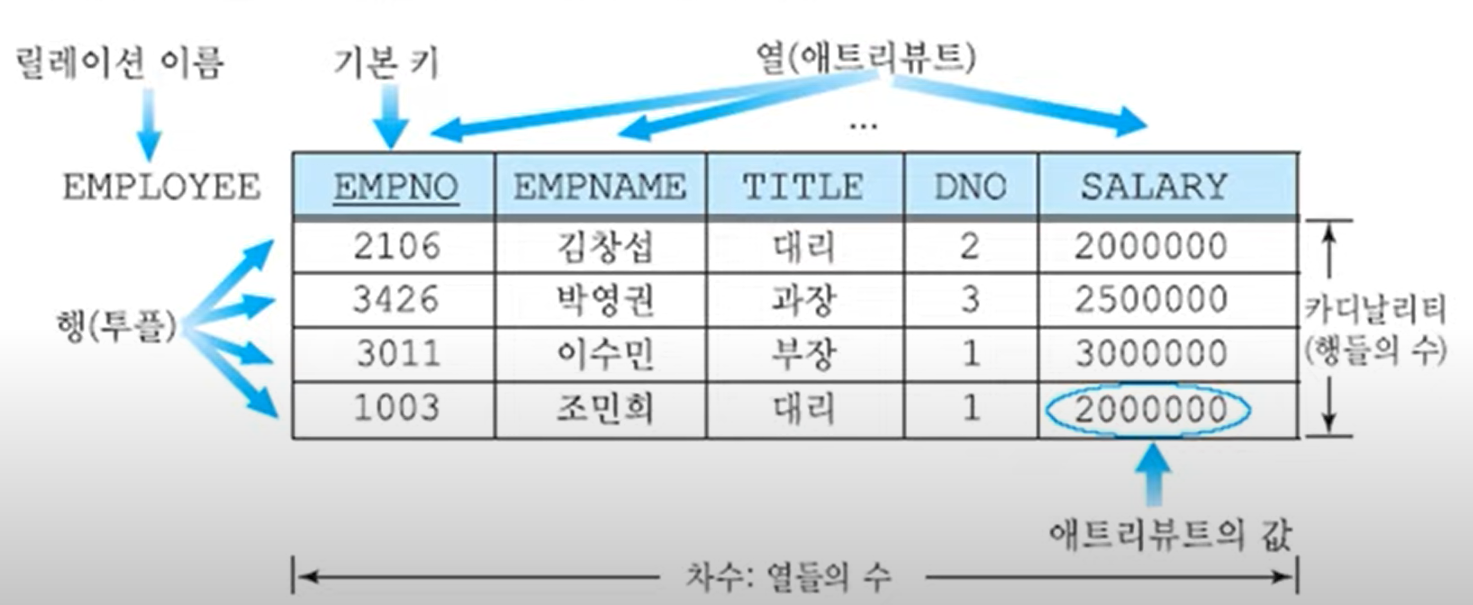 릴레이션 이름
기본 키
열(애트리뷰트)
...
EMPLOYEE
EMPNO EMPNAME TITLE DNO SALARY
2106 김창섭 대리 2 2000000
3426 박영권 과장 3 2500000
3011 이수민 부장 1 3000000
1003 조민희 대리 1 2000000
행(투플)
카디날리티
(행들의 수)
애트리뷰트의 값
차수: 열들의 수